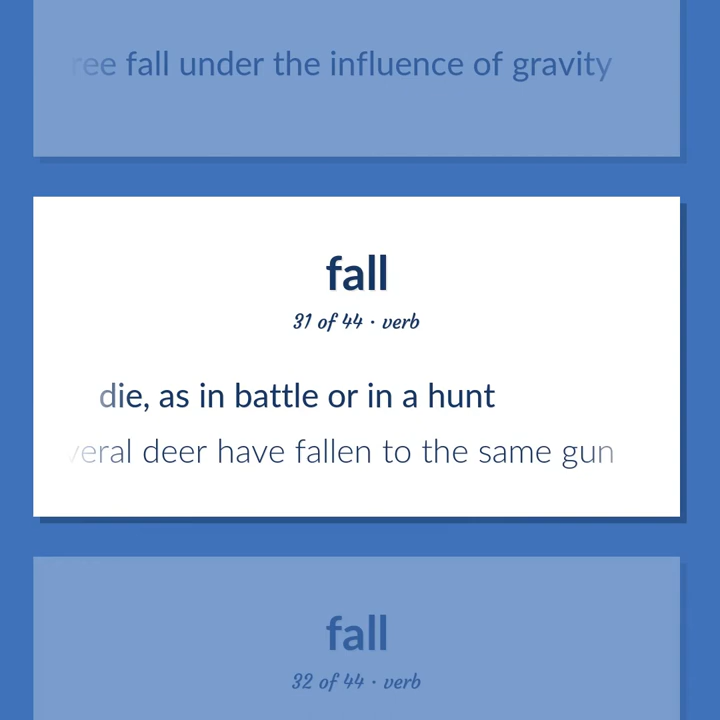 fall under the influence of gravity
fall
31 of 44 · verb
die, as in battle or in a hunt
deer have fallen to the same gun
fall
32 of 44 · verb